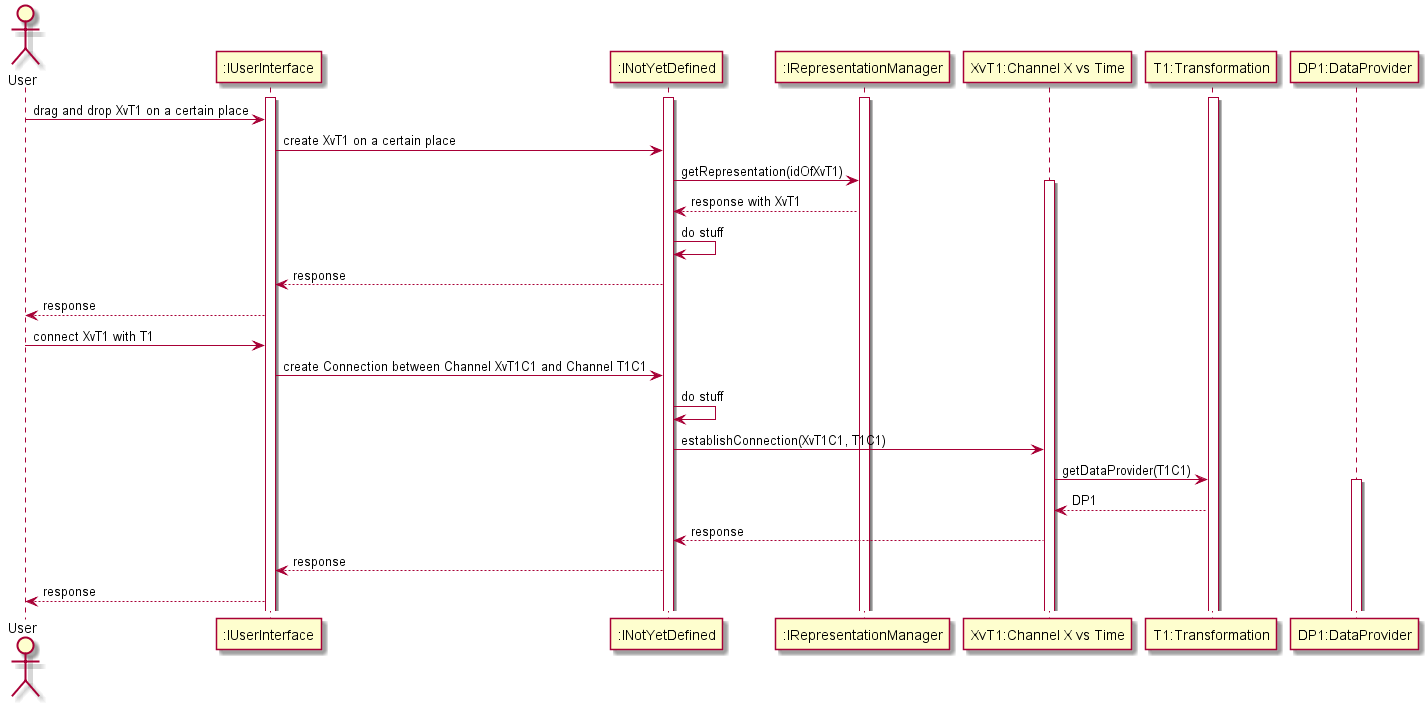 User
:IUserInterface
:INotYetDefined
:IRepresentationManager
XvT1:Channel X vs Time
T1:Transformation
DP1:DataProvider
drag and drop XvT1 on a certain place
create XvT1 on a certain place
getRepresentation(idOfXvT1)
response with XvT1
do stuff
response
response
connect XvT1 with T1
create Connection between Channel XvT1C1 and Channel T1C1
do stuff
establishConnection(XvT1C1, T1C1)
getDataProvider(T1C1)
DP1
response
response
response
User
:IUserInterface
:INotYetDefined
:IRepresentationManager
XvT1:Channel X vs Time
T1:Transformation
DP1:DataProvider